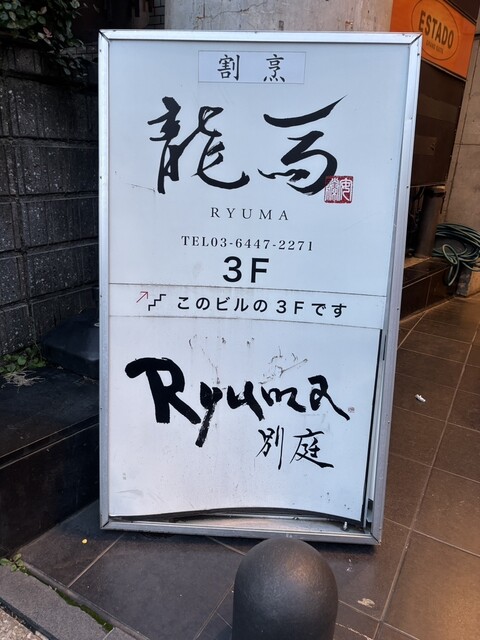 割烹
龍馬
RYUMA
TEL03-6447-2271
3F
このビルの3Fです
Ryuma
別庭
ESTADO